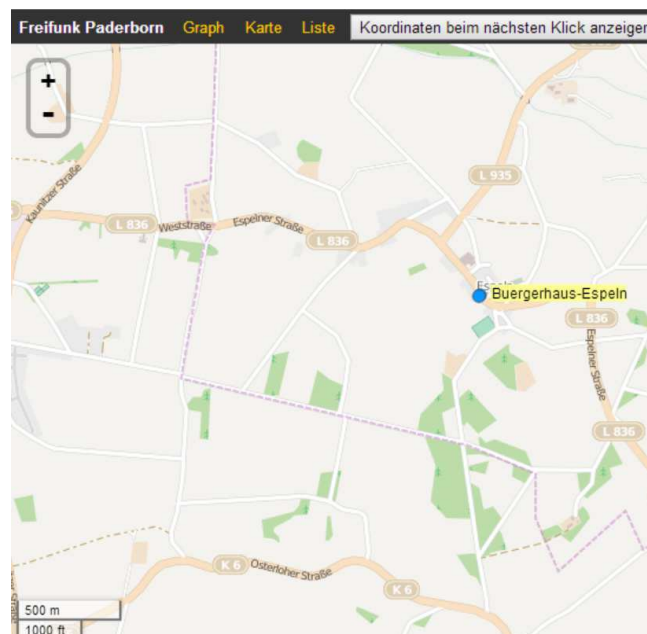 Freifunk Paderborn Graph Karte Liste Koordinaten beim nächsten Klick anzeigen
+
-
L 935
Kaunitzer Straße
L 836 Weststraße Espelner Straße L 836
Buergerhaus-Espeln
L 836
Espelner Straße
L 836
K 6 Osterloher Straße
K 6
500 m
1000 ft